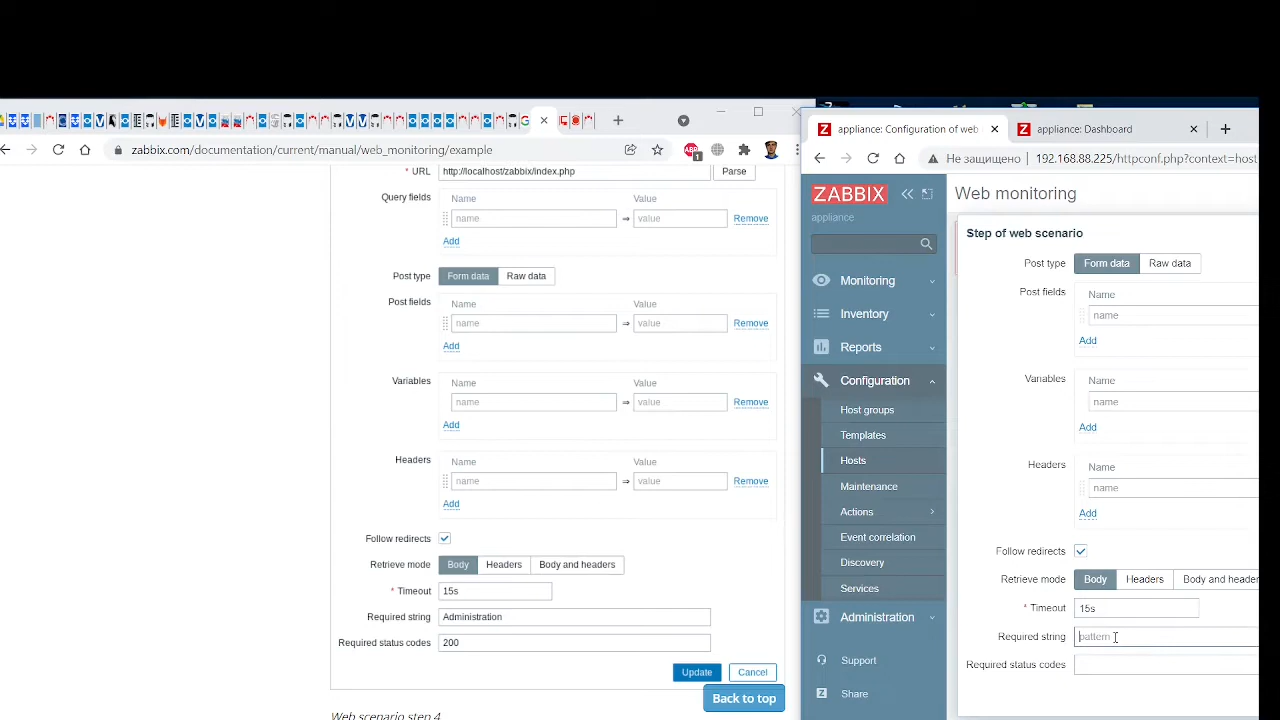 zabbix.com/documentation/current/manual/web_monitoring/example
* URL
http://localhost/zabbix/index.php
Parse
Query fields
Name
Value
name
⇒
value
Remove
Add
Post type
Form data
Raw data
Post fields
Name
Value
name
⇒
value
Remove
Add
Variables
Name
Value
name
⇒
value
Remove
Add
Headers
Name
Value
name
⇒
value
Remove
Add
Follow redirects
Retrieve mode
Body
Headers
Body and headers
* Timeout
15s
Required string
Administration
Required status codes
200
Update
Cancel
Back to top
Web scenario step 4
Z
appliance: Configuration of web
Z
appliance: Dashboard
Не защищено
192.168.88.225/httpconf.php?context=host
ZABBIX
appliance
Monitoring
Inventory
Reports
Configuration
Host groups
Templates
Hosts
Maintenance
Actions
Event correlation
Discovery
Services
Administration
Support
Z
Share
Web monitoring
Step of web scenario
Post type
Form data
Raw data
Post fields
Name
name
Add
Variables
Name
name
Add
Headers
Name
name
Add
Follow redirects
Retrieve mode
Body
Headers
Body and header
* Timeout
15s
Required string
pattern
Required status codes